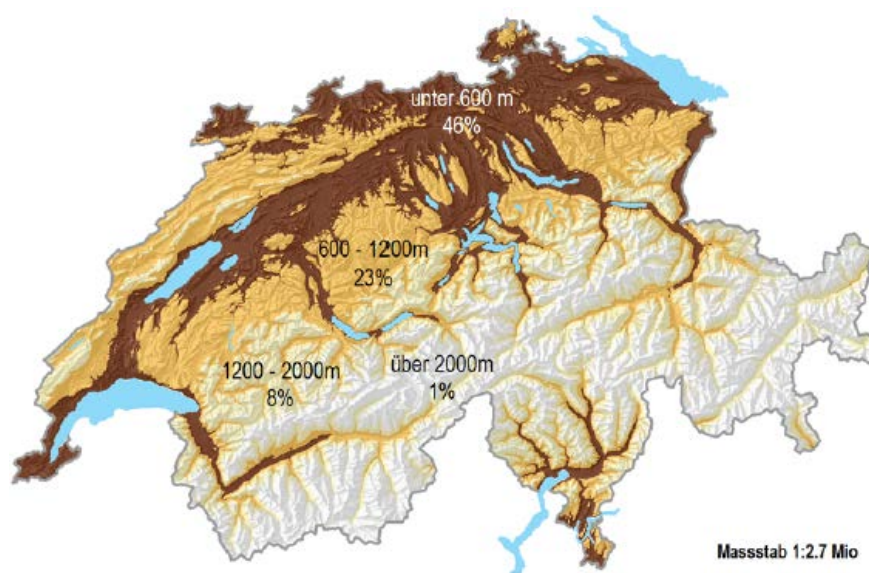 unter 600 m
46%
600 - 1200m
23%
1200 - 2000m
8%
über 2000m
1%
Massstab 1:2.7 Mio